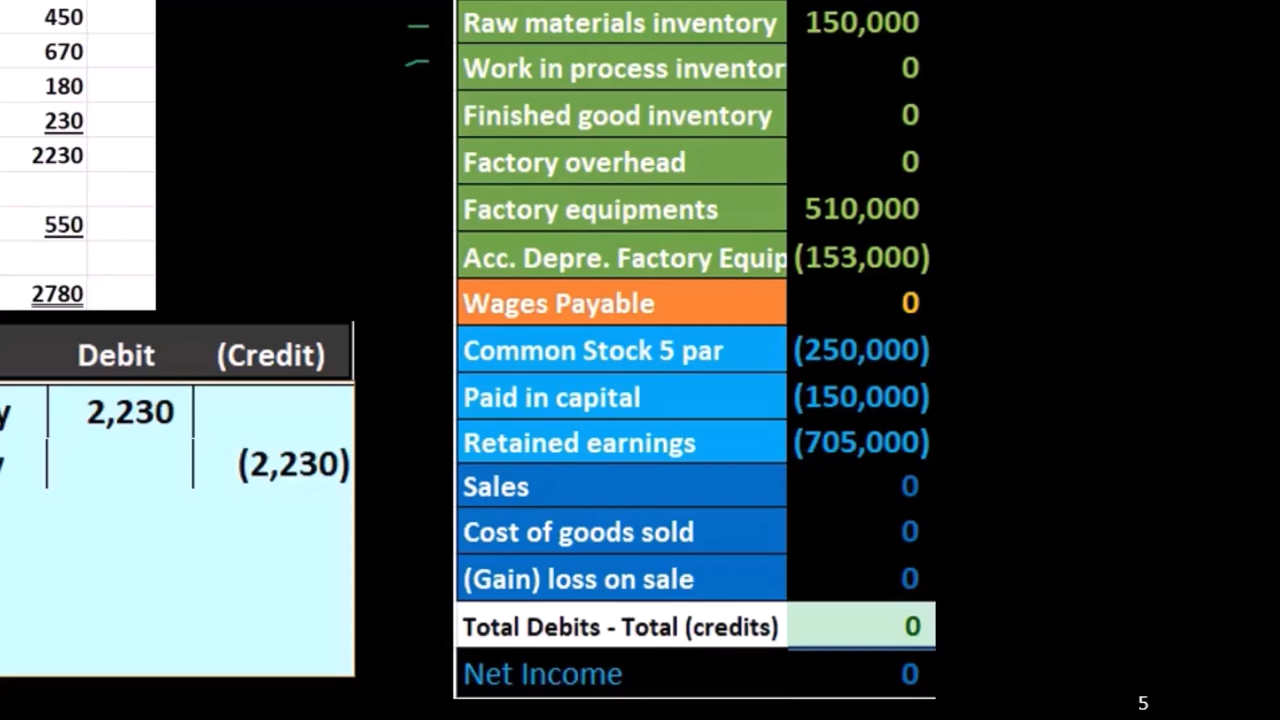 450
670
180
230
2230
550
2780
Debit (Credit)
y 2,230
(2,230)
Raw materials inventory 150,000
Work in process inventor 0
Finished good inventory 0
Factory overhead 0
Factory equipments 510,000
Acc. Depre. Factory Equip (153,000)
Wages Payable 0
Common Stock 5 par (250,000)
Paid in capital (150,000)
Retained earnings (705,000)
Sales 0
Cost of goods sold 0
(Gain) loss on sale 0
Total Debits - Total (credits) 0
Net Income 0
5